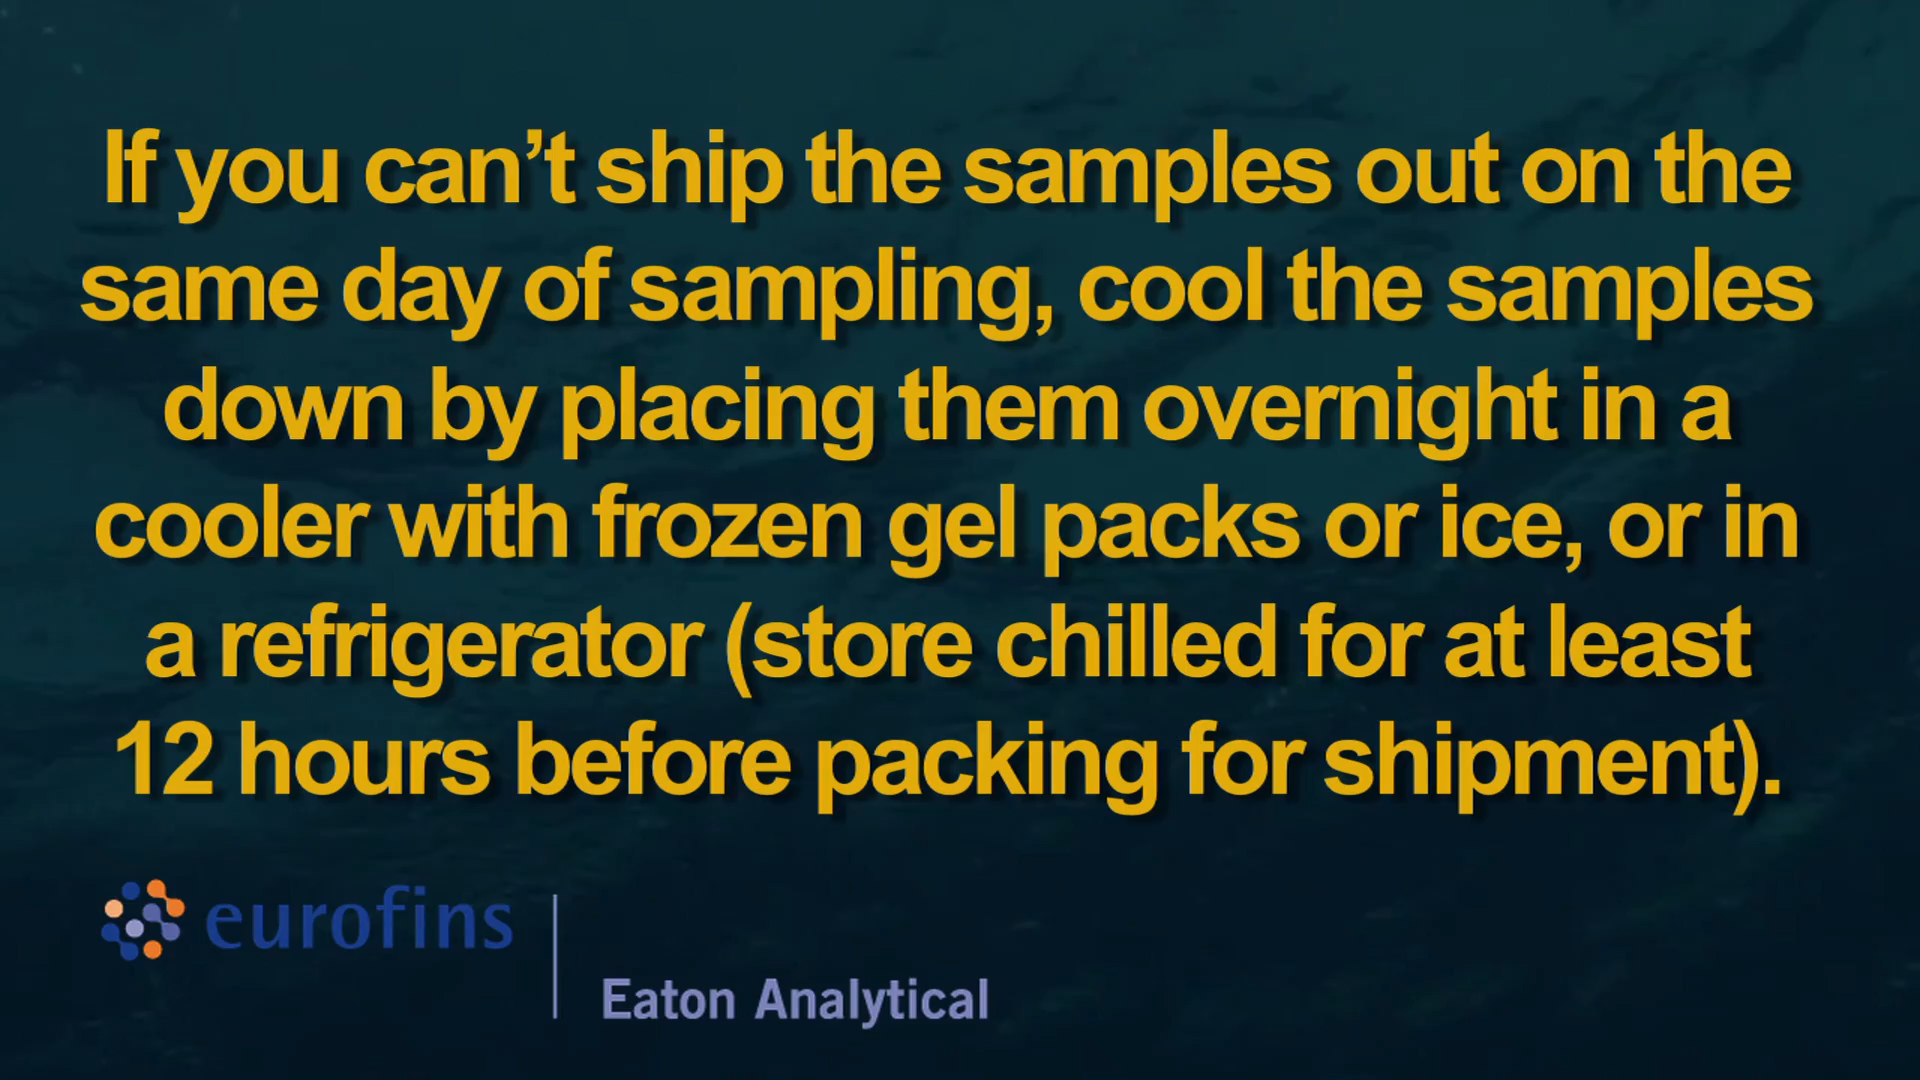 If you can’t ship the samples out on the
same day of sampling, cool the samples
down by placing them overnight in a
cooler with frozen gel packs or ice, or in
a refrigerator (store chilled for at least
12 hours before packing for shipment).
eurofins
Eaton Analytical